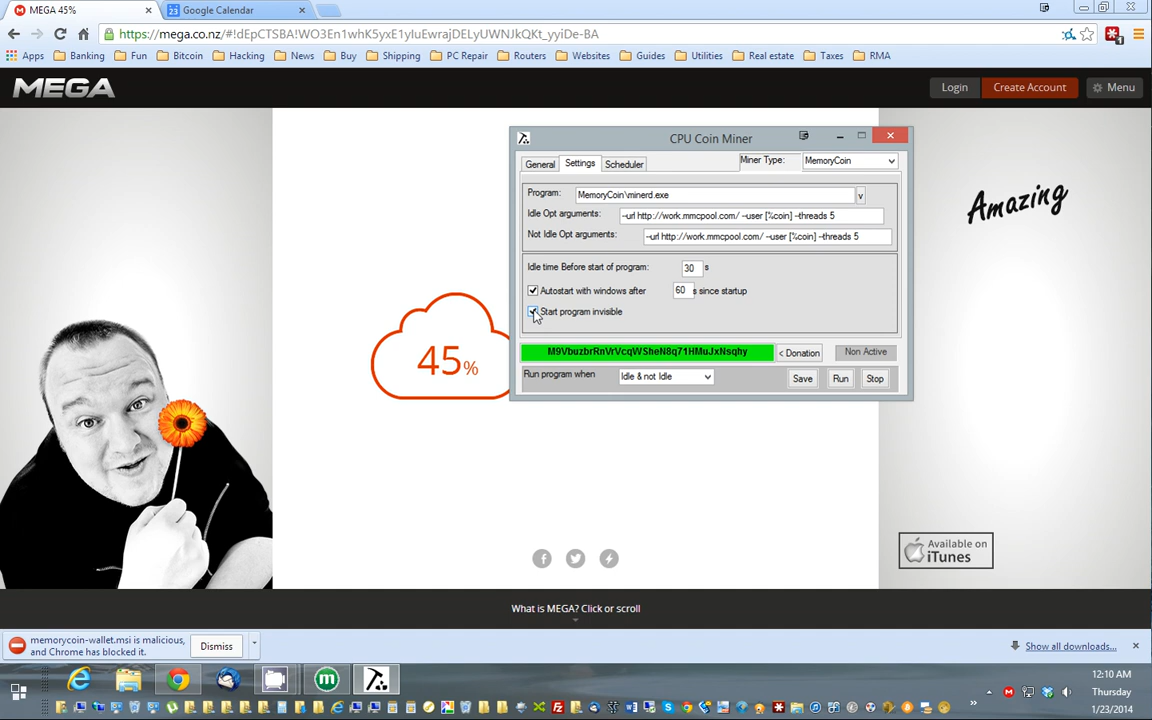 MEGA 45%
Google Calendar
https://mega.co.nz/#!dEpCTSBA!WO3En1whK5yxE1yIuEwrajDELyUWNJkQKt_yyiDe-BA
Apps Banking Fun Bitcoin Hacking News Buy Shipping PC Repair Routers Websites Guides Utilities Real estate Taxes RMA
MEGA
Login Create Account Menu
CPU Coin Miner
General Settings Scheduler Miner Type: MemoryCoin
Program: MemoryCoin\minerd.exe v
Idle Opt arguments: --url http://work.mmcpool.com/ --user [%coin] --threads 5
Not Idle Opt arguments: --url http://work.mmcpool.com/ --user [%coin] --threads 5
Idle time Before start of program: 30 s
Autostart with windows after 60 s since startup
Start program invisible
M9VbuzbrRnVrVcqWSheN8q71HMuJxNsqhy < Donation Non Active
Run program when Idle & not Idle Save Run Stop
Amazing
45%
Available on
iTunes
What is MEGA? Click or scroll
memorycoin-wallet.msi is malicious,
and Chrome has blocked it.
Dismiss
Show all downloads...
12:10 AM
Thursday
1/23/2014